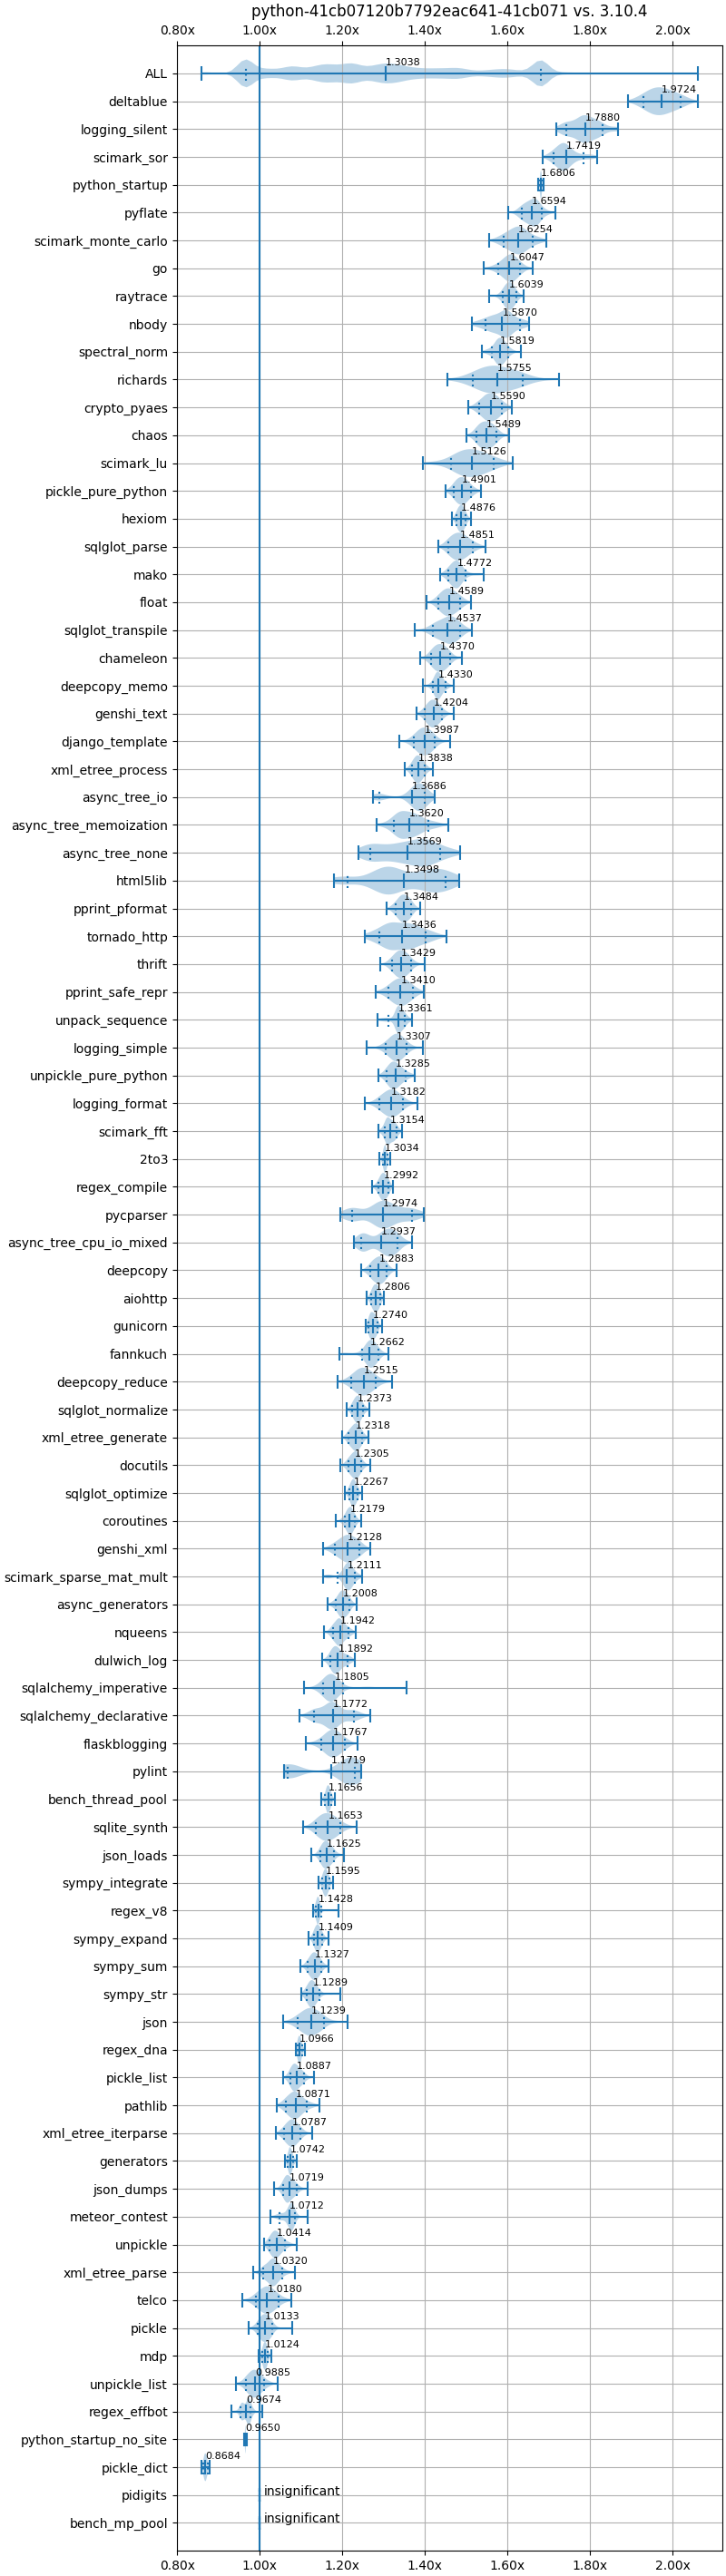 python-41cb07120b7792eac641-41cb071 vs. 3.10.4
0.80x 1.00x 1.20x 1.40x 1.60x 1.80x 2.00x
ALL 1.3038
deltablue 1.9724
logging_silent 1.7880
scimark_sor 1.7419
python_startup 1.6806
pyflate 1.6594
scimark_monte_carlo 1.6254
go 1.6047
raytrace 1.6039
nbody 1.5870
spectral_norm 1.5819
richards 1.5755
crypto_pyaes 1.5590
chaos 1.5489
scimark_lu 1.5126
pickle_pure_python 1.4901
hexiom 1.4876
sqlglot_parse 1.4851
mako 1.4772
float 1.4589
sqlglot_transpile 1.4537
chameleon 1.4370
deepcopy_memo 1.4330
genshi_text 1.4204
django_template 1.3987
xml_etree_process 1.3838
async_tree_io 1.3686
async_tree_memoization 1.3620
async_tree_none 1.3569
html5lib 1.3498
pprint_pformat 1.3484
tornado_http 1.3436
thrift 1.3429
pprint_safe_repr 1.3410
unpack_sequence 1.3361
logging_simple 1.3307
unpickle_pure_python 1.3285
logging_format 1.3182
scimark_fft 1.3154
2to3 1.3034
regex_compile 1.2992
pycparser 1.2974
async_tree_cpu_io_mixed 1.2937
deepcopy 1.2883
aiohttp 1.2806
gunicorn 1.2740
fannkuch 1.2662
deepcopy_reduce 1.2515
sqlglot_normalize 1.2373
xml_etree_generate 1.2318
docutils 1.2305
sqlglot_optimize 1.2267
coroutines 1.2179
genshi_xml 1.2128
scimark_sparse_mat_mult 1.2111
async_generators 1.2008
nqueens 1.1942
dulwich_log 1.1892
sqlalchemy_imperative 1.1805
sqlalchemy_declarative 1.1772
flaskblogging 1.1767
pylint 1.1719
bench_thread_pool 1.1656
sqlite_synth 1.1653
json_loads 1.1625
sympy_integrate 1.1595
regex_v8 1.1428
sympy_expand 1.1409
sympy_sum 1.1327
sympy_str 1.1289
json 1.1239
regex_dna 1.0966
pickle_list 1.0887
pathlib 1.0871
xml_etree_iterparse 1.0787
generators 1.0742
json_dumps 1.0719
meteor_contest 1.0712
unpickle 1.0414
xml_etree_parse 1.0320
telco 1.0180
pickle 1.0133
mdp 1.0124
unpickle_list 0.9885
regex_effbot 0.9674
python_startup_no_site 0.9650
pickle_dict 0.8684
pidigits insignificant
bench_mp_pool insignificant
0.80x 1.00x 1.20x 1.40x 1.60x 1.80x 2.00x